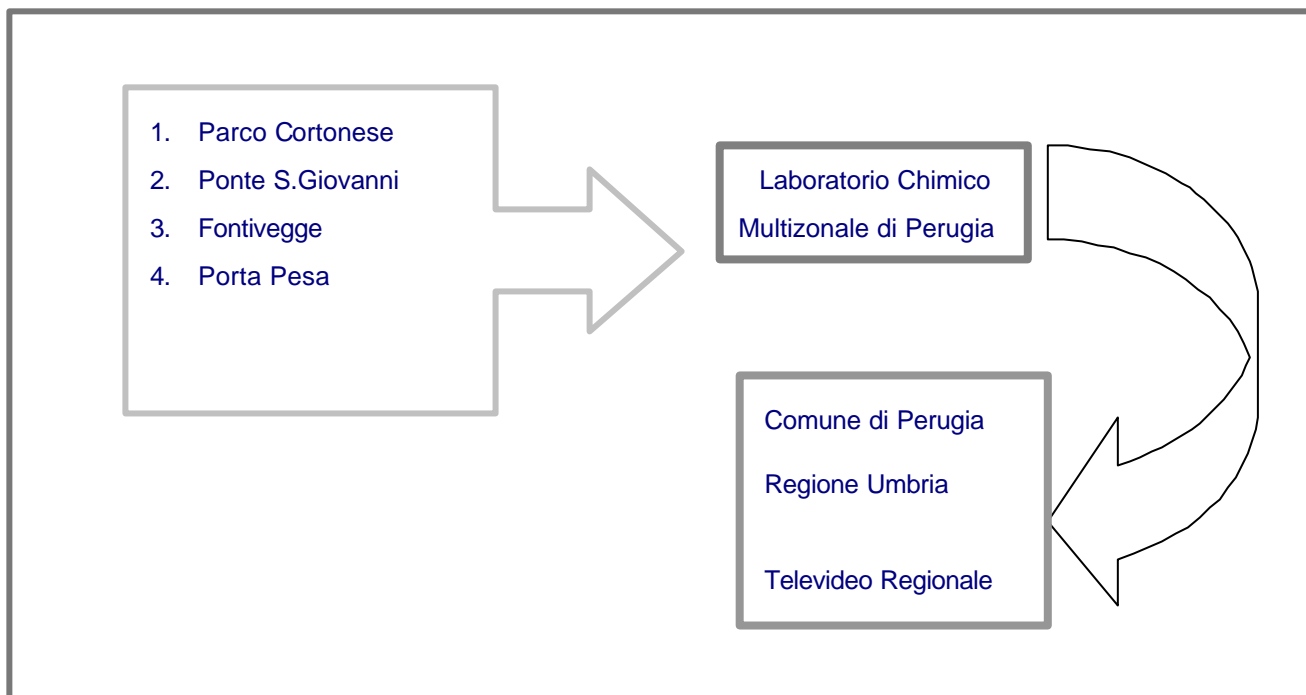 1. Parco Cortonese
2. Ponte S.Giovanni
3. Fontivegge
4. Porta Pesa
Laboratorio Chimico
Multizonale di Perugia
Comune di Perugia
Regione Umbria
Televideo Regionale